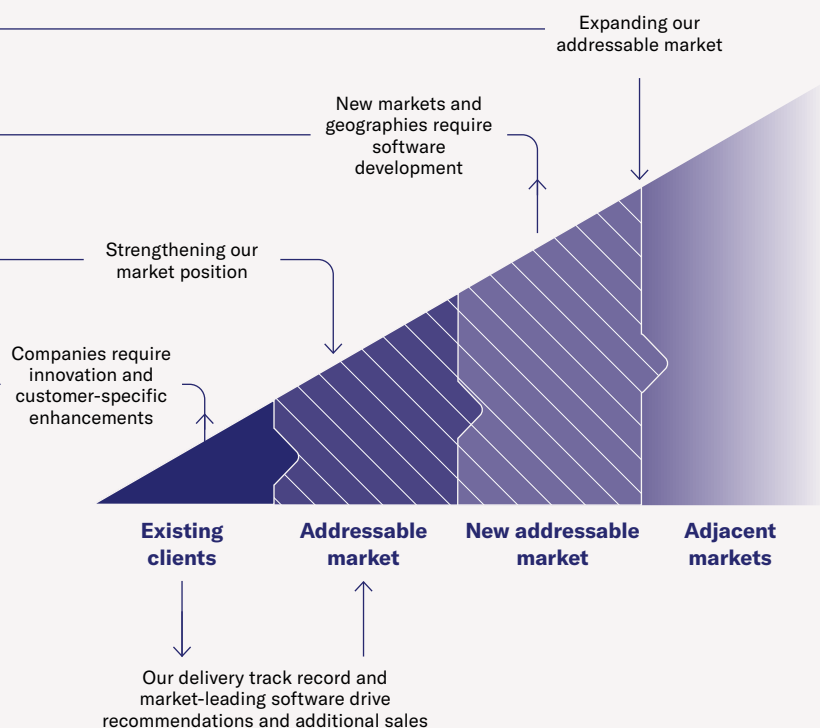 Expanding our
addressable market
New markets and
geographies require
software
development
Strengthening our
market position
Companies require
innovation and
customer-specific
enhancements
Existing
clients
Addressable
market
New addressable
market
Adjacent
markets
Our delivery track record and
market-leading software drive
recommendations and additional sales